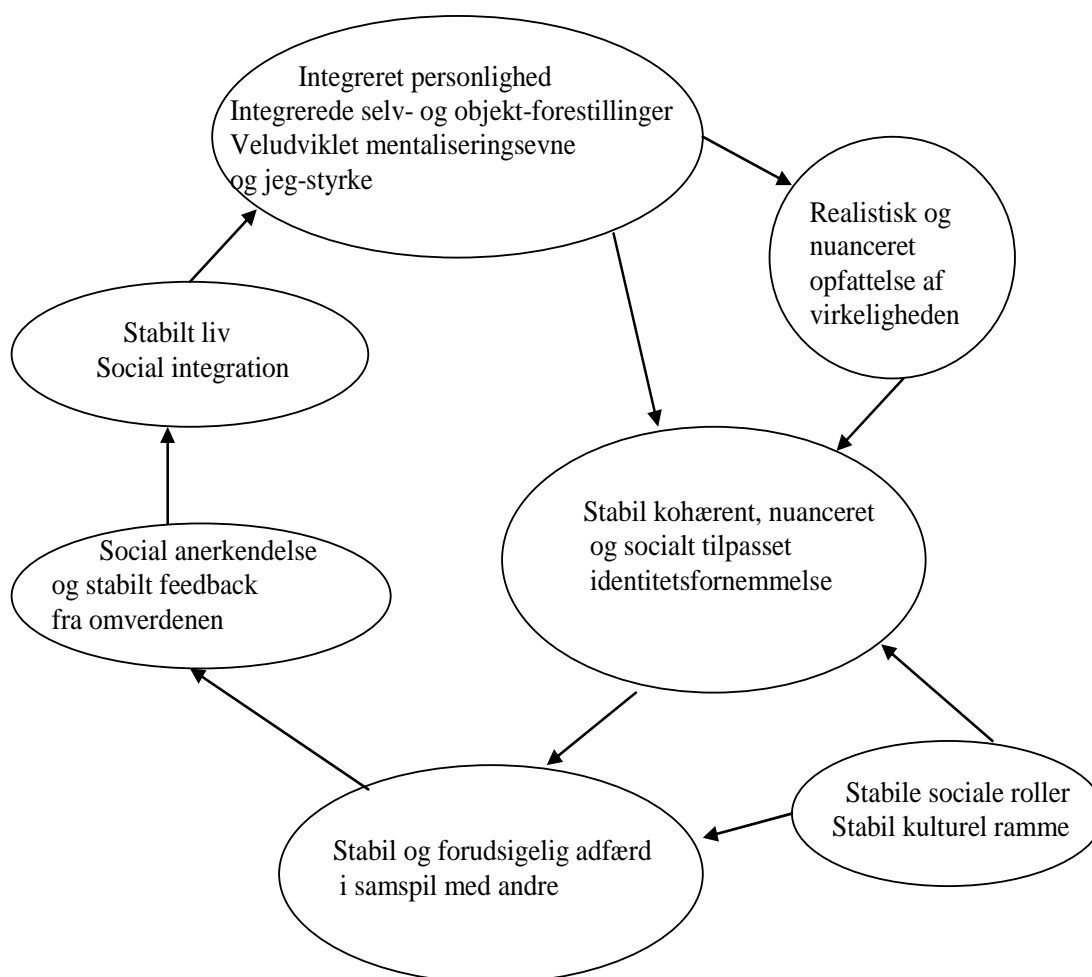 Integreret personlighed
Integrerede selv- og objekt-forestillinger
Veludviklet mentaliseringsevne
og jeg-styrke
Realistisk og
nuanceret
opfattelse af
virkeligheden
Stabilt liv
Social integration
Stabil kohærent, nuanceret
og socialt tilpasset
identitetsfornemmelse
Social anerkendelse
og stabilt feedback
fra omverdenen
Stabile sociale roller
Stabil kulturel ramme
Stabil og forudsigelig adfærd
i samspil med andre